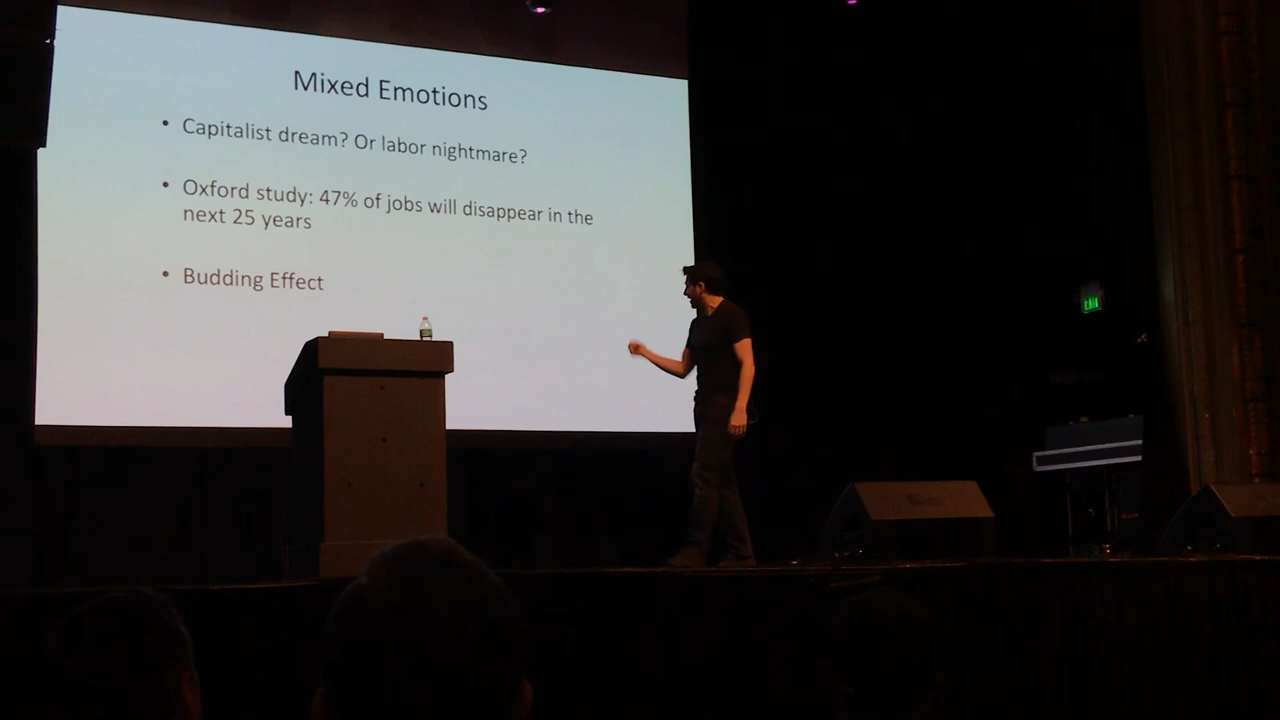 Mixed Emotions
• Capitalist dream? Or labor nightmare?
• Oxford study: 47% of jobs will disappear in the
next 25 years
• Budding Effect
EXIT